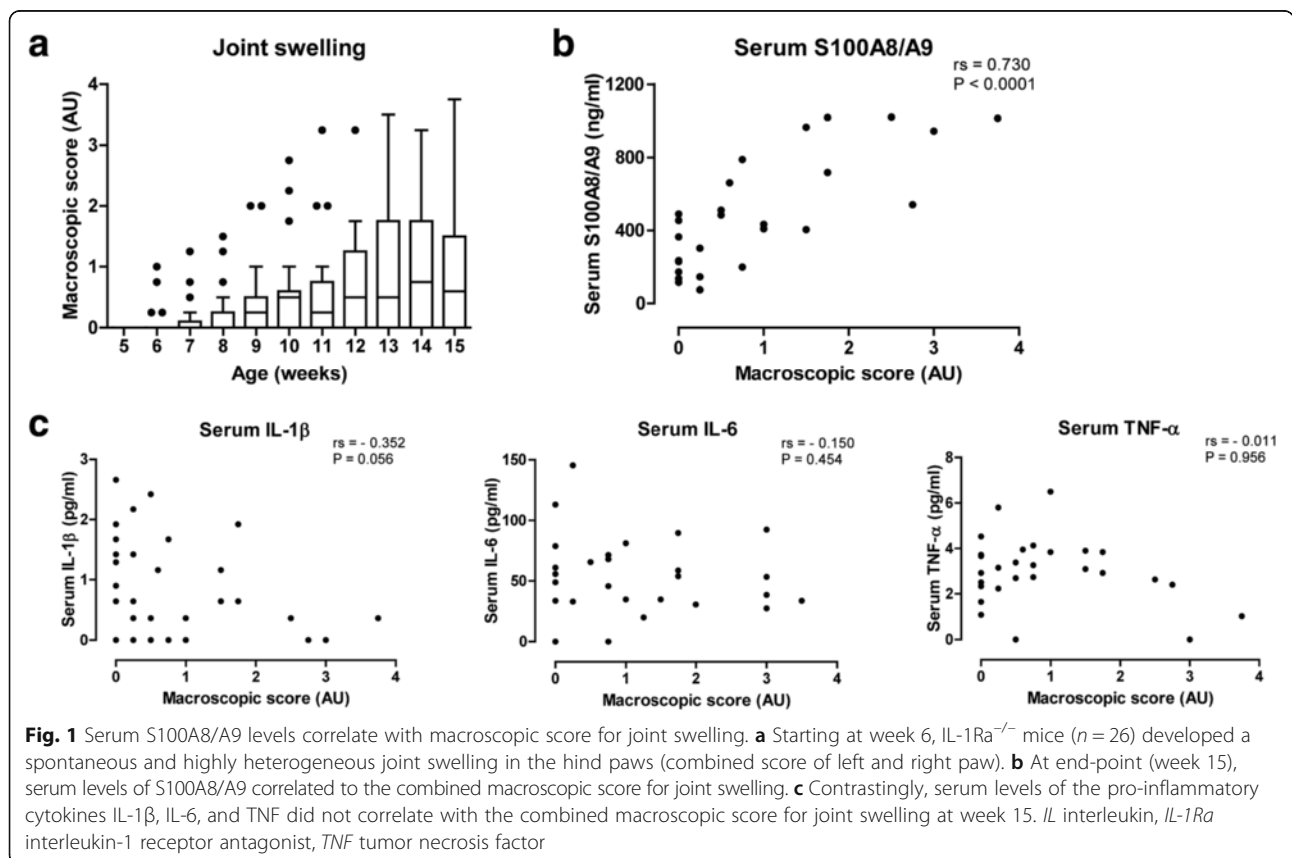 a
Joint swelling
Macroscopic score (AU)
4
3
2
1
0
5 6 7 8 9 10 11 12 13 14 15
Age (weeks)
b
Serum S100A8/A9
rs = 0.730
P < 0.0001
Serum S100A8/A9 (ng/ml)
1200
800
400
0
0 1 2 3 4
Macroscopic score (AU)
c
Serum IL-1β
rs = - 0.352
P = 0.056
Serum IL-1β (pg/ml)
3
2
1
0
0 1 2 3 4
Macroscopic score (AU)
Serum IL-6
rs = - 0.150
P = 0.454
Serum IL-6 (pg/ml)
150
100
50
0
0 1 2 3 4
Macroscopic score (AU)
Serum TNF-α
rs = - 0.011
P = 0.956
Serum TNF-α (pg/ml)
8
6
4
2
0
0 1 2 3 4
Macroscopic score (AU)
Fig. 1 Serum S100A8/A9 levels correlate with macroscopic score for joint swelling. a Starting at week 6, IL-1Ra−/− mice (n = 26) developed a
spontaneous and highly heterogeneous joint swelling in the hind paws (combined score of left and right paw). b At end-point (week 15),
serum levels of S100A8/A9 correlated to the combined macroscopic score for joint swelling. c Contrastingly, serum levels of the pro-inflammatory
cytokines IL-1β, IL-6, and TNF did not correlate with the combined macroscopic score for joint swelling at week 15. IL interleukin, IL-1Ra
interleukin-1 receptor antagonist, TNF tumor necrosis factor